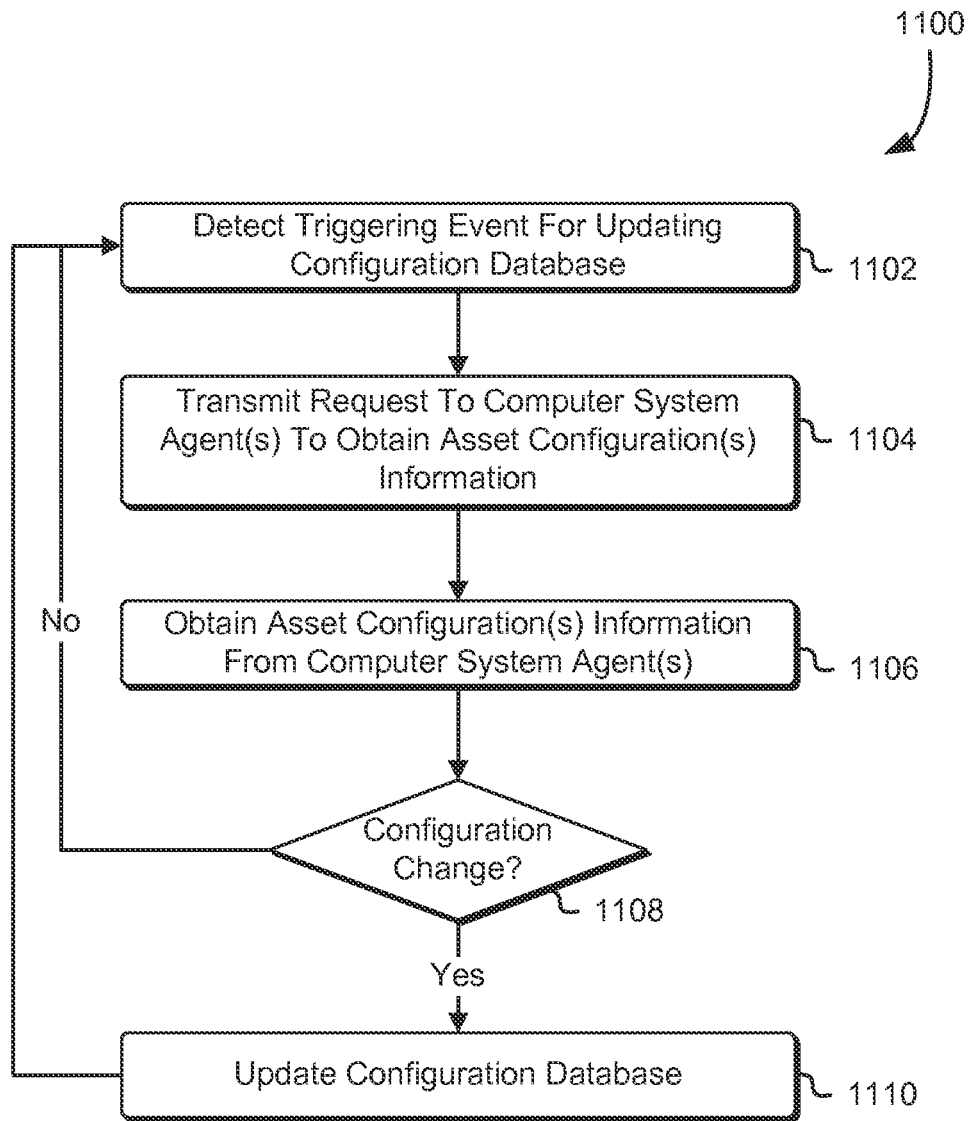 1100
Detect Triggering Event For Updating
Configuration Database
1102
Transmit Request To Computer System
Agent(s) To Obtain Asset Configuration(s)
Information
1104
Obtain Asset Configuration(s) Information
From Computer System Agent(s)
1106
No
Configuration
Change?
1108
Yes
Update Configuration Database
1110